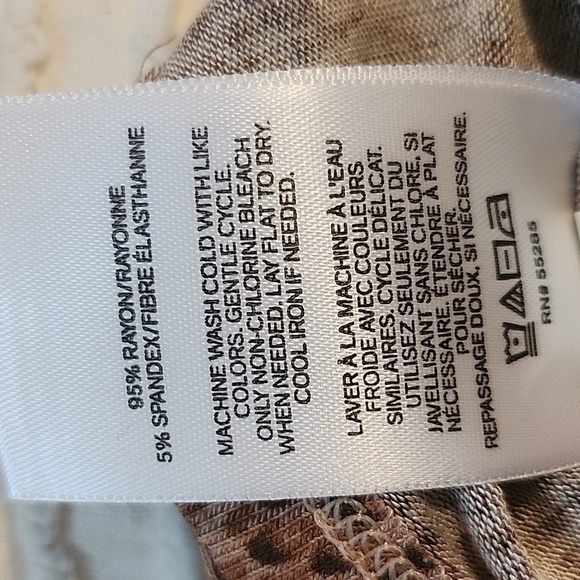 95% RAYON/RAYONNE
5% SPANDEX/FIBRE ÉLASTHANNE
MACHINE WASH COLD WITH LIKE
COLORS, GENTLE CYCLE.
ONLY NON-CHLORINE BLEACH
WHEN NEEDED. LAY FLAT TO DRY.
COOL IRON IF NEEDED.
LAVER À LA MACHINE À L'EAU
FROIDE AVEC COULEURS
SIMILAIRES, CYCLE DÉLICAT.
UTILISEZ SEULEMENT DU
JAVELLISANT SANS CHLORE, SI
NÉCESSAIRE. ÉTENDRE À PLAT
POUR SÉCHER.
REPASSAGE DOUX, SI NÉCESSAIRE.
RN# 55285